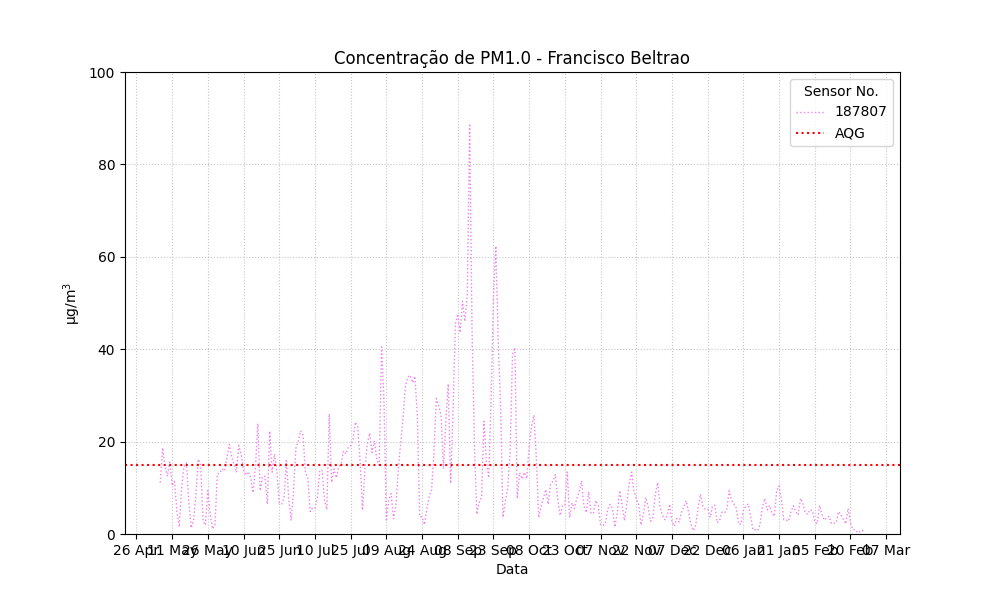 Concentração de PM1.0 - Francisco Beltrao
Sensor No.
187807
AQG
100
80
60
40
20
0
µg/m³
26 Apr 11 May 26 May 10 Jun 25 Jun 10 Jul 25 Jul 09 Aug 24 Aug 08 Sep 23 Sep 08 Oct 23 Oct 07 Nov 22 Nov 07 Dec 22 Dec 06 Jan 21 Jan 05 Feb 20 Feb 07 Mar
Data